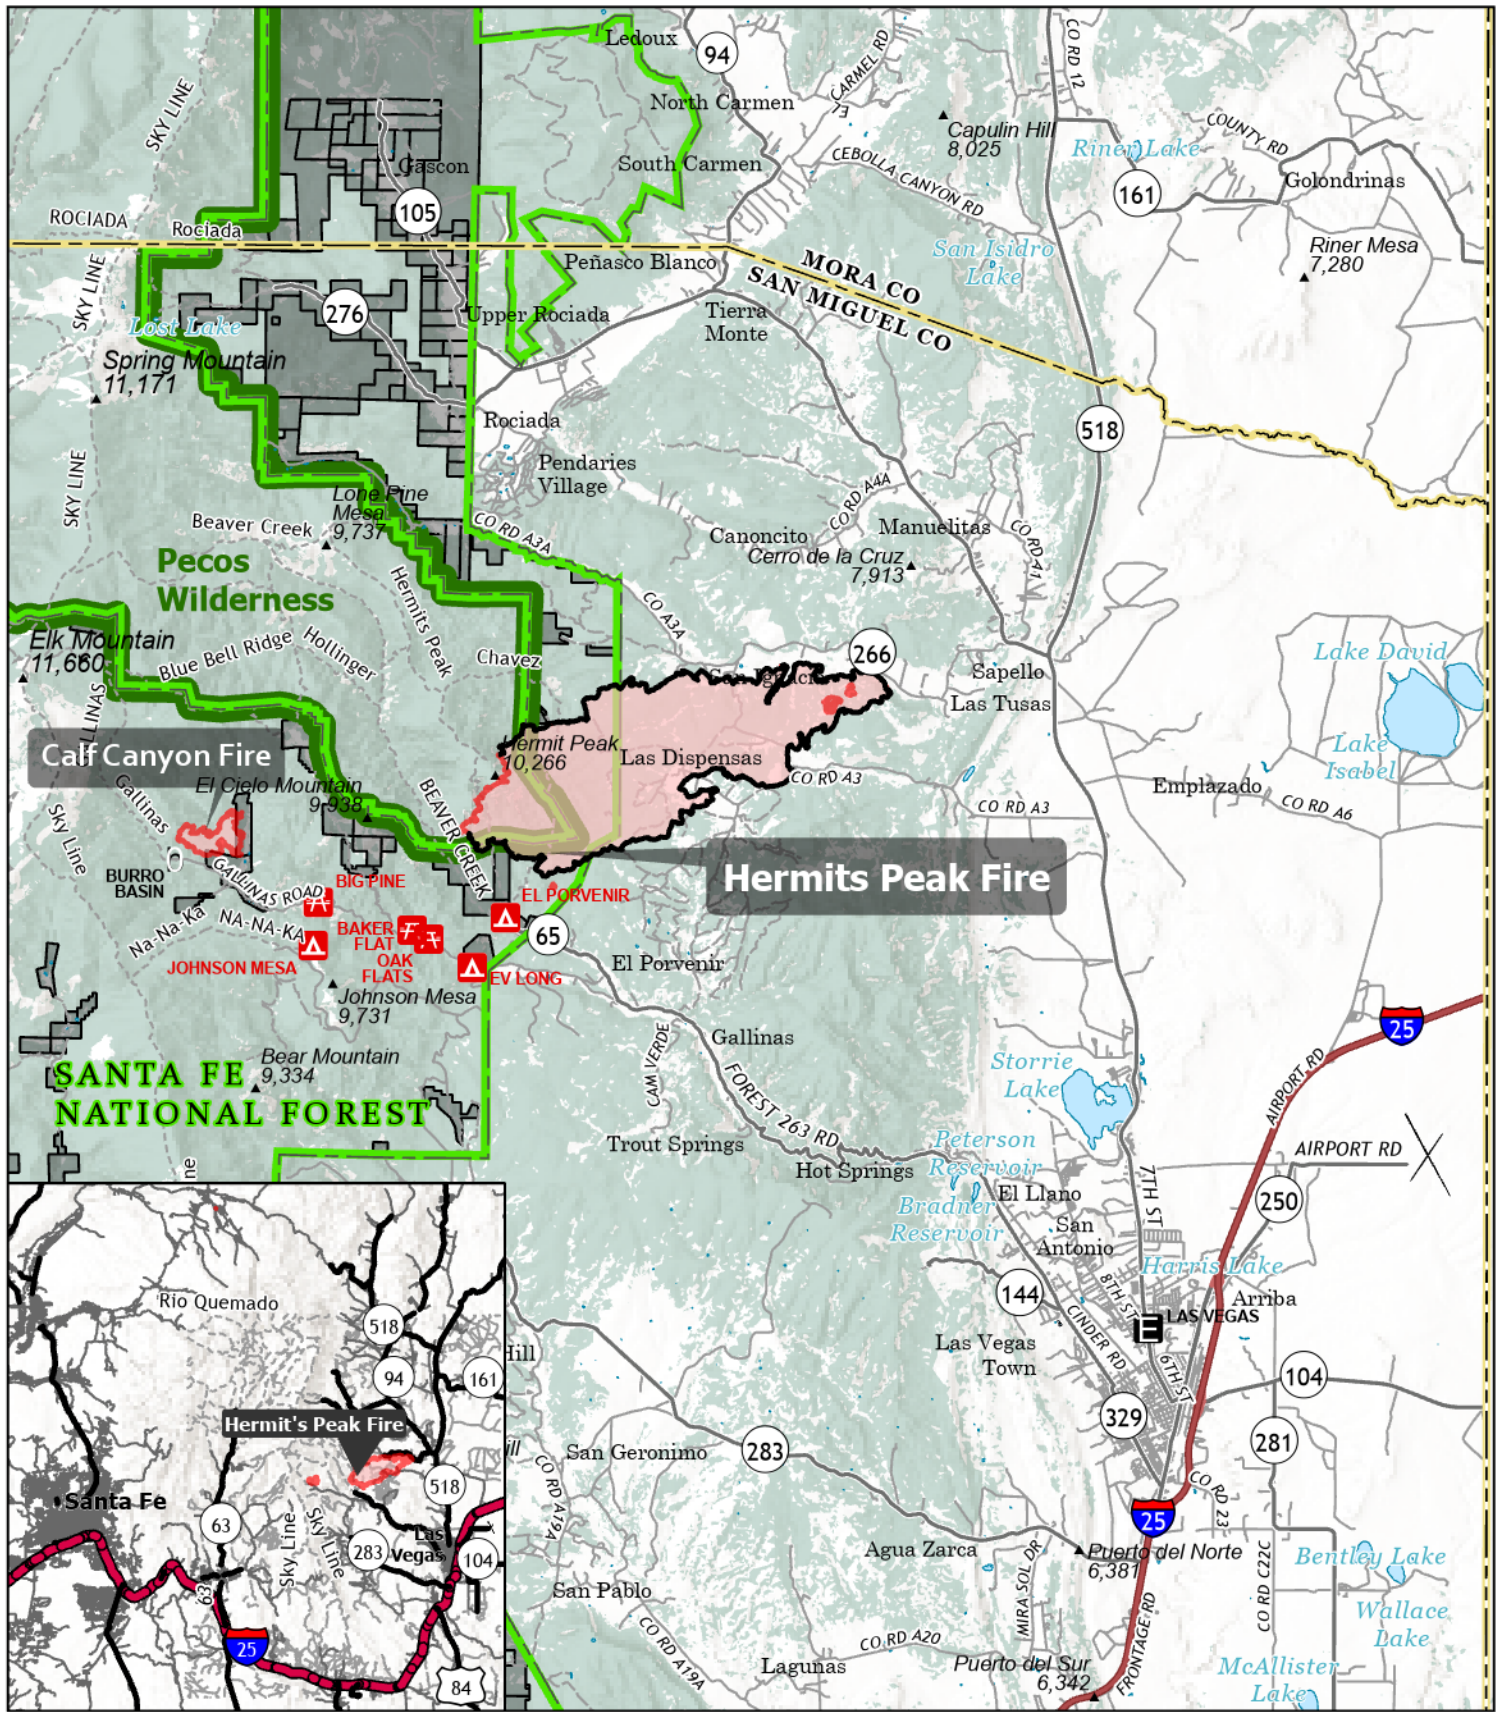 Ledoux
94
CARMEL RD
E7
CO RD 12
North Carmen
Capulin Hill
8,025
Riner Lake
COUNTY RD
SKY LINE
Gascon
South Carmen
CEBOLLA CANYON RD
161
Golondrinas
105
ROCIADA
Rociada
San Isidro
Lake
Riner Mesa
7,280
Peñasco Blanco
MORA CO
SAN MIGUEL CO
SKY LINE
276
Upper Rociada
Tierra
Monte
Lost Lake
Spring Mountain
11,171
Rociada
518
SKY LINE
Pendaries
Village
Lone Pine
Mesa
9,737
Beaver Creek
CO RD A3A
CO RD A4A
Canoncito
Manuelitas
CO RD 41
Cerro de la Cruz
7,913
Pecos
Wilderness
Hermits Peak
CO A3A
Elk Mountain
11,660
Blue Bell Ridge
Hollinger
Chavez
266
San Ignacio
Sapello
Las Tusas
Lake David
Lake
Isabel
Calf Canyon Fire
Hermit Peak
10,266
Las Dispensas
CO RD A3
CO RD A3
Emplazado
CO RD A6
El Cielo Mountain
9,938
Gallinas
Sky Line
BEAVER CREEK
Hermits Peak Fire
BURRO
BASIN
GALLINAS ROAD
BIG PINE
EL PORVENIR
Na-Na-Ka
NA-NA-KA
BAKER
FLAT
OAK
FLATS
65
JOHNSON MESA
EV LONG
El Porvenir
Johnson Mesa
9,731
Gallinas
25
Bear Mountain
9,334
SANTA FE
NATIONAL FOREST
CAM VERDE
FOREST 263 RD
Storrie
Lake
AIRPORT RD
Trout Springs
Hot Springs
Peterson
Reservoir
AIRPORT RD
Bradner
Reservoir
El Llano
7TH ST
250
San
Antonio
Harris Lake
8TH ST
144
Arriba
CINDER RD
E
LAS VEGAS
Las Vegas
Town
6TH ST
104
329
281
283
San Geronimo
CO RD A19A
CO RD 23
25
Agua Zarca
Puerto del Norte
6,381
MIRA SOL DR
CO RD C22C
Bentley Lake
San Pablo
Wallace
Lake
CO RD A19A
CO RD A20
FRONTAGE RD
Lagunas
Puerto del Sur
6,342
McAllister
Lake
Rio Quemado
518
94
161
Hermit's Peak Fire
Santa Fe
63
518
Sky Line
Sky Line
283
Las
Vegas
104
63
25
84